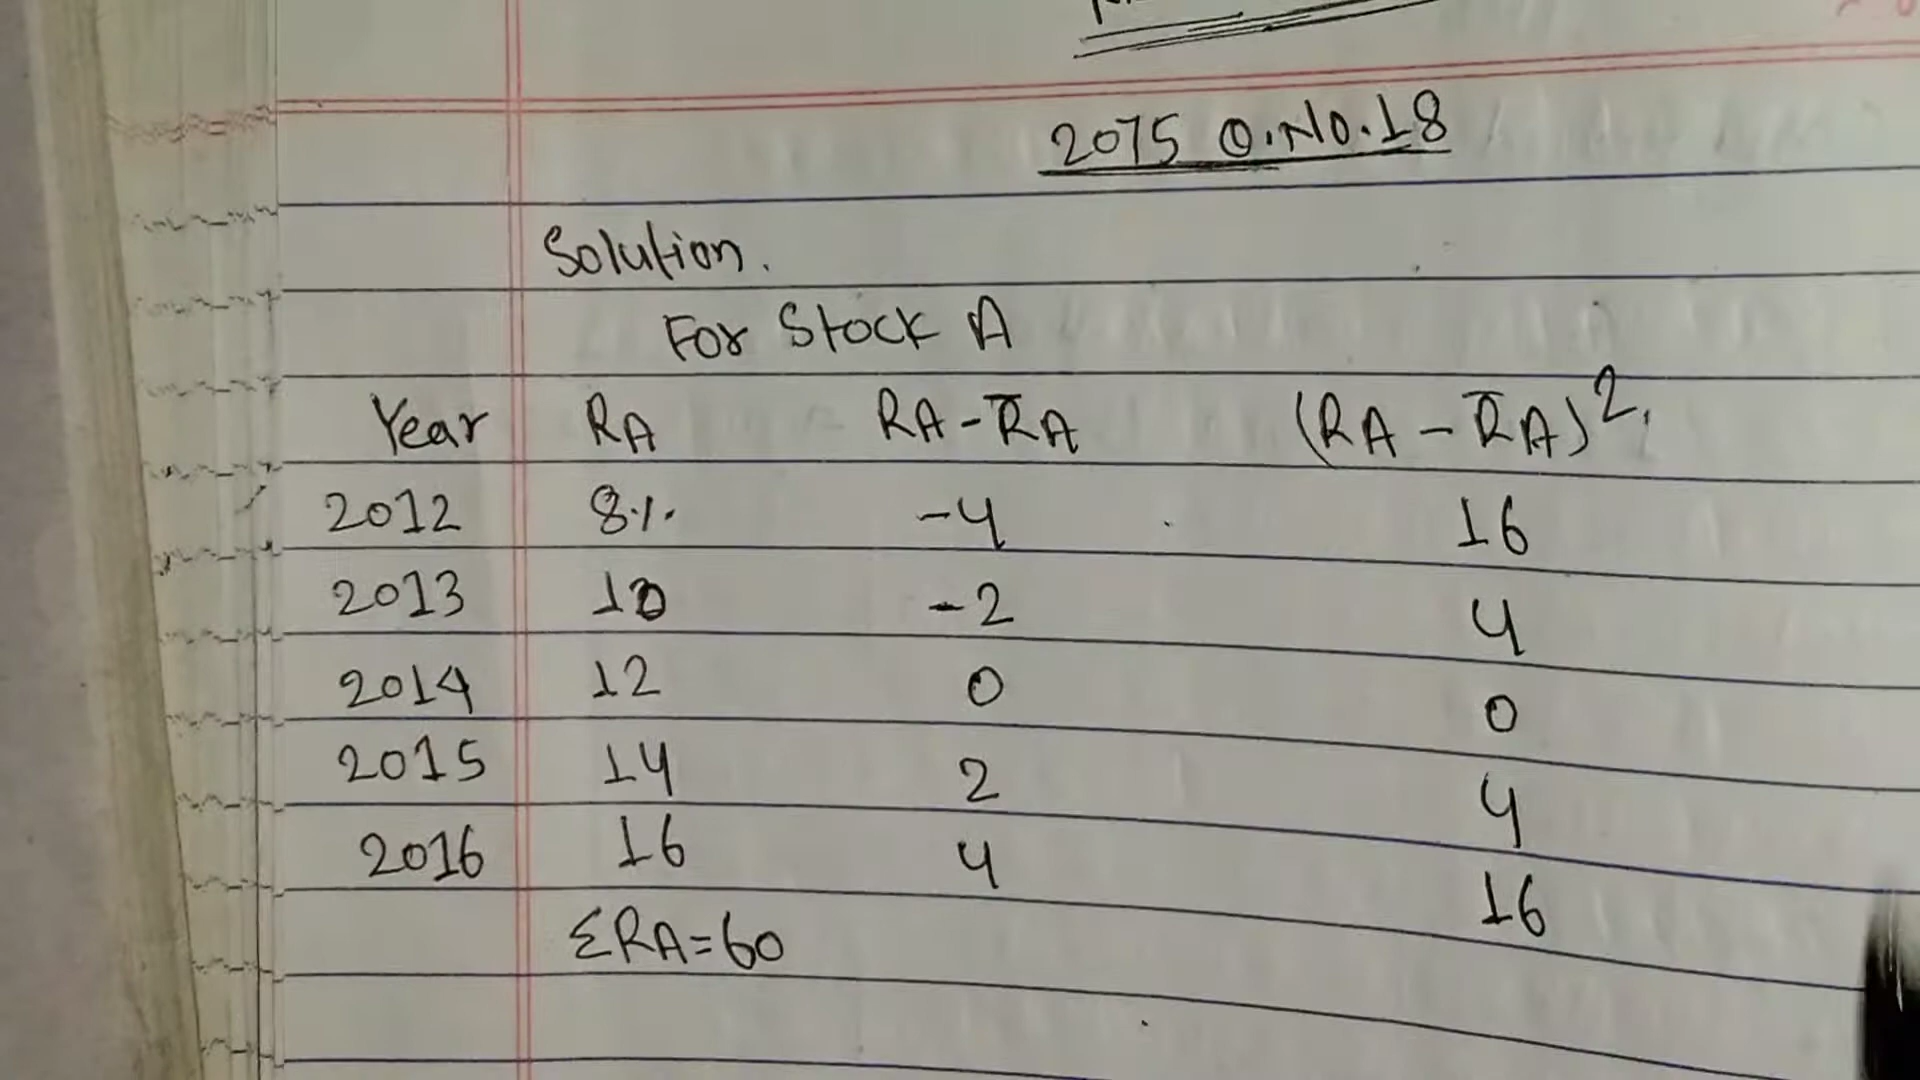 2075 Q.No.18
Solution.
For Stock A
Year RA RA-R̅A (RA-R̅A)²
2012 8% -4 16
2013 10 -2 4
2014 12 0 0
2015 14 2 4
2016 16 4 16
ΣRA=60